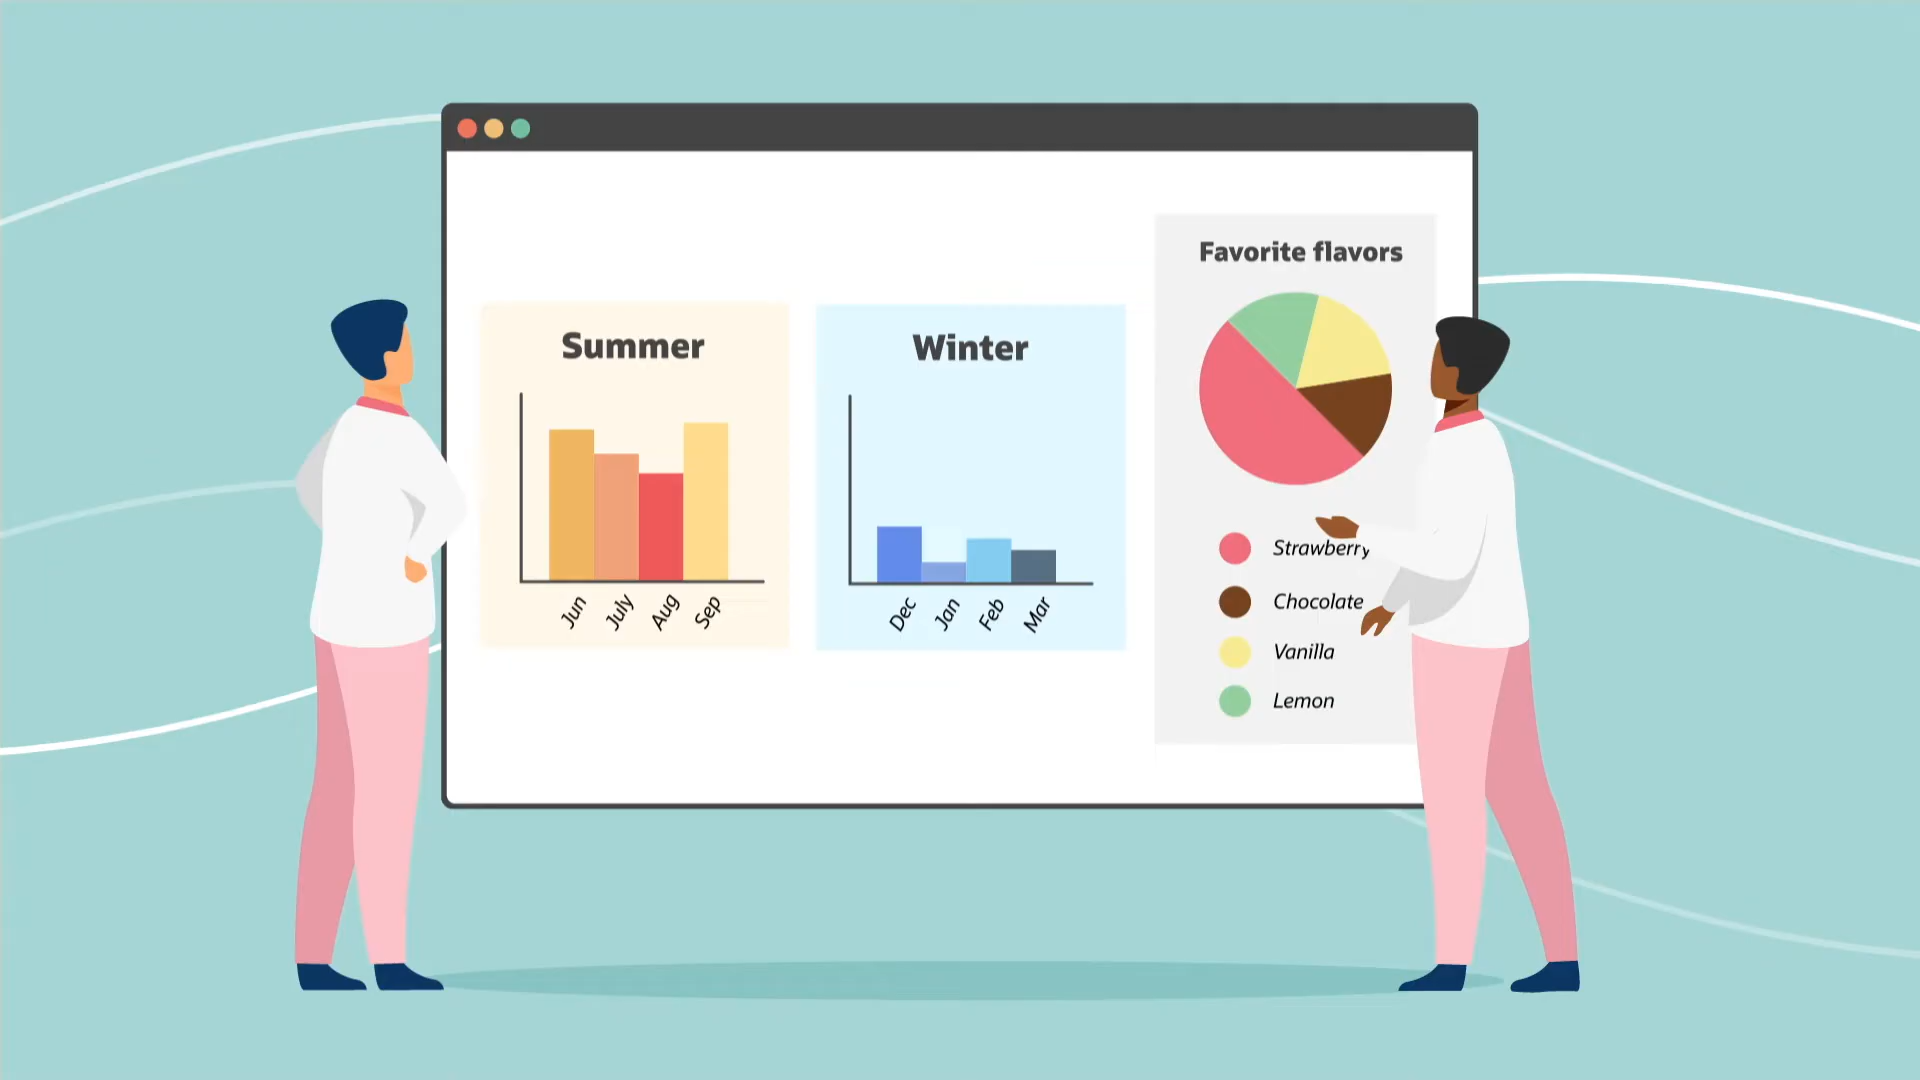 Summer
Jun
July
Aug
Sep
Winter
Dec
Jan
Feb
Mar
Favorite flavors
Strawberry
Chocolate
Vanilla
Lemon